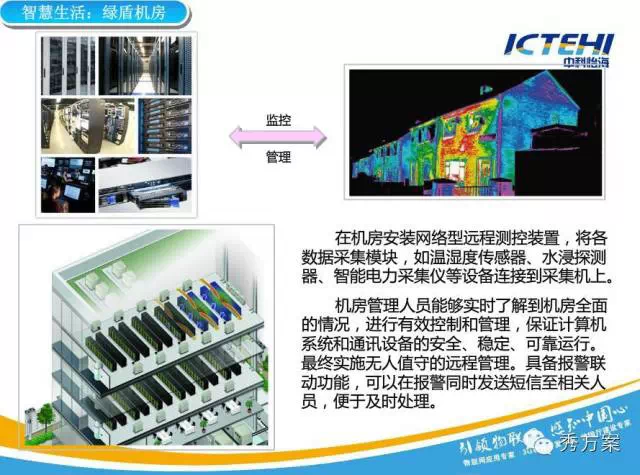 智慧生活：绿盾机房
ICTEHI
中科怡海
监控
管理
在机房安装网络型远程测控装置，将各
数据采集模块，如温湿度传感器、水浸探测
器、智能电力采集仪等设备连接到采集机上。
机房管理人员能够实时了解到机房全面
的情况，进行有效控制和管理，保证计算机
系统和通讯设备的安全、稳定、可靠运行。
最终实施无人值守的远程管理。具备报警联
动功能，可以在报警同时发送短信至相关人
员，便于及时处理。
引领物联 感知中国心
物联网应用专家
秀方案